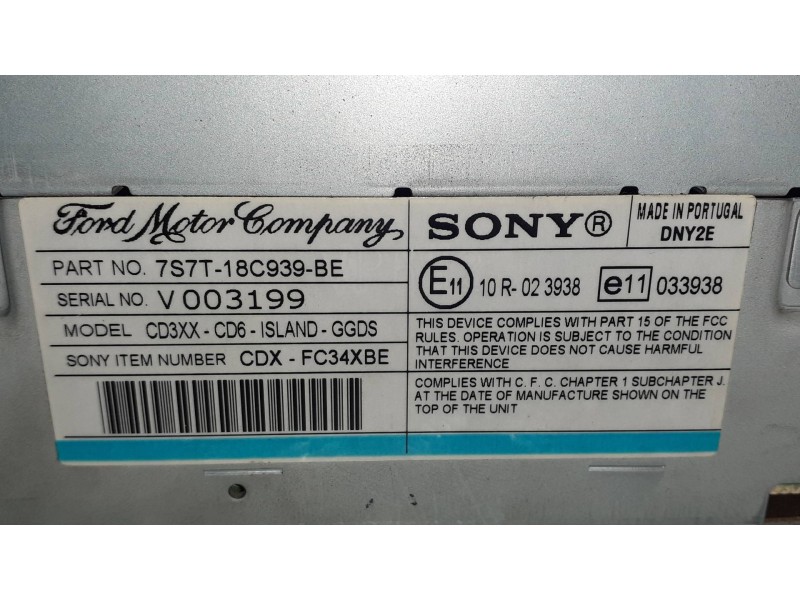 Ford Motor Company
PART NO. 7S7T-18C939-BE
SERIAL NO. V003199
MODEL CD3XX - CD6 - ISLAND - GGDS
SONY ITEM NUMBER CDX - FC34XBE
SONY®
MADE IN PORTUGAL
DNY2E
E11 10 R- 02 3938 e11 033938
THIS DEVICE COMPLIES WITH PART 15 OF THE FCC
RULES. OPERATION IS SUBJECT TO THE CONDITION
THAT THIS DEVICE DOES NOT CAUSE HARMFUL
INTERFERENCE
COMPLIES WITH C. F. C. CHAPTER 1 SUBCHAPTER J.
AT THE DATE OF MANUFACTURE SHOWN ON THE
TOP OF THE UNIT